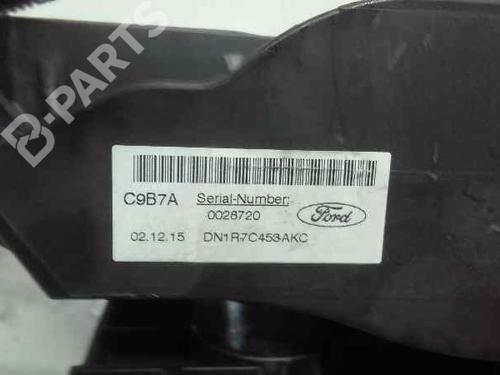 B-PARTS
C9B7A Serial-Number:
0028720
Ford
02.12.15 DN1R7C453AKC